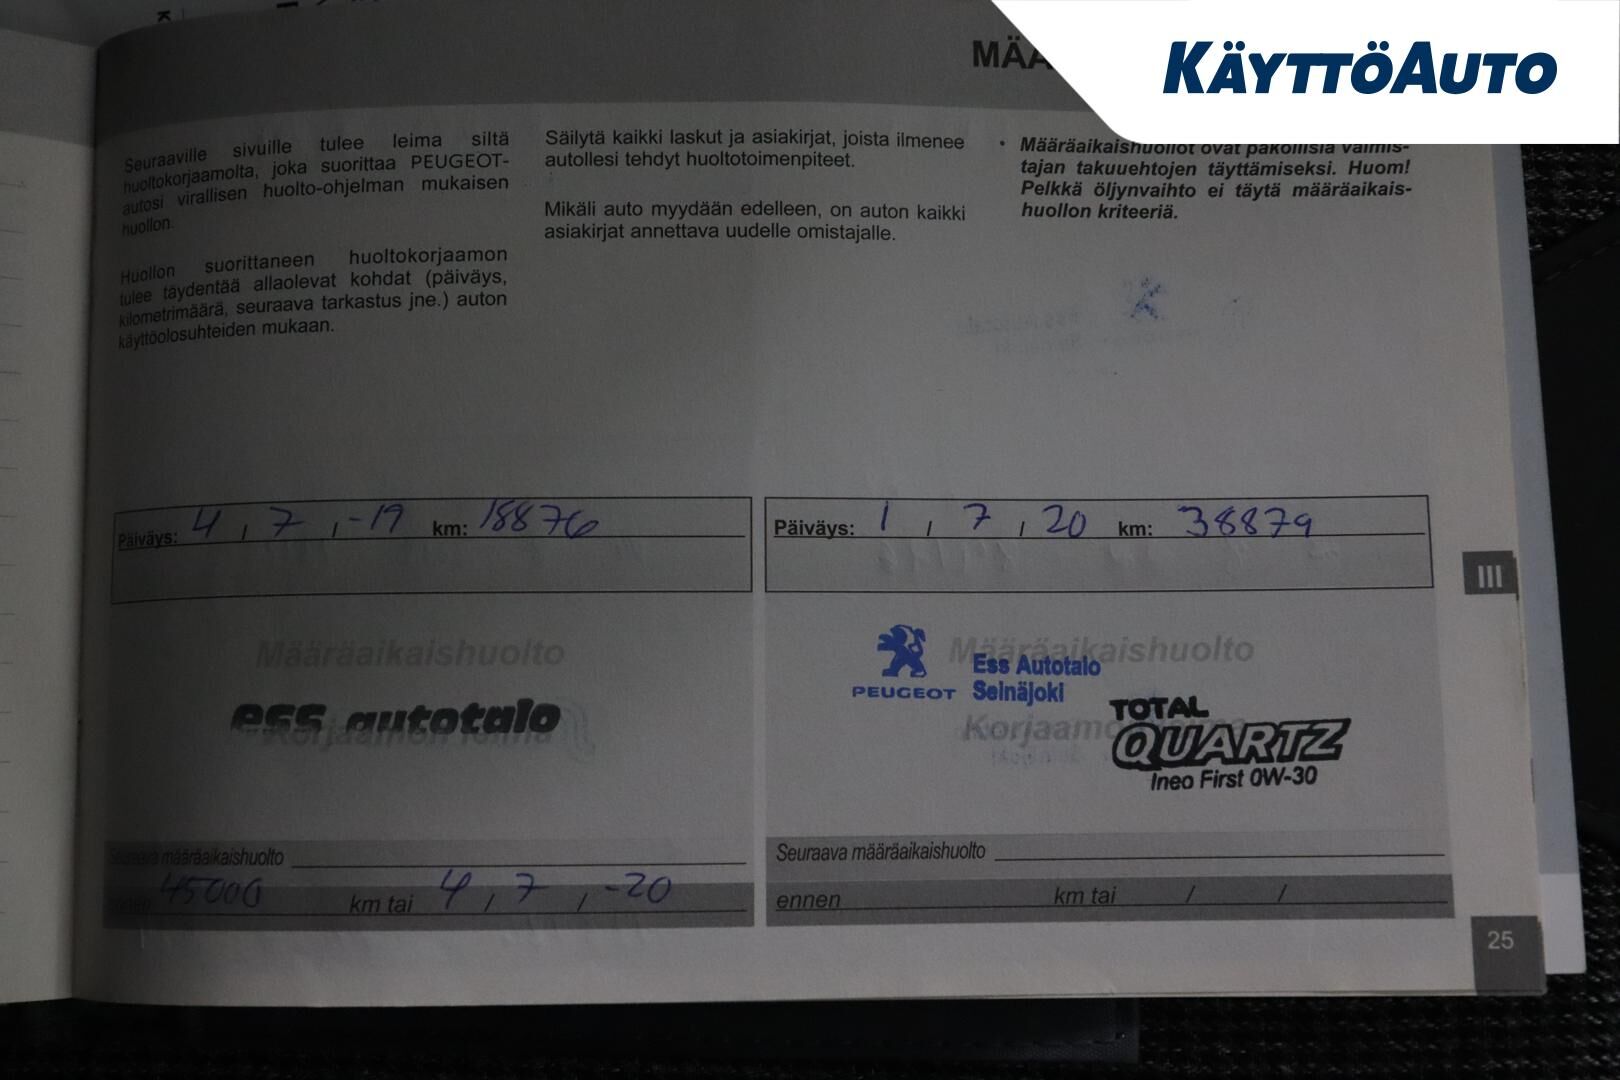 KÄYTTÖAUTO
Seuraaville sivuille tulee leima siltä
huoltokorjaamolta, joka suorittaa PEUGEOT-
autosi virallisen huolto-ohjelman mukaisen
huollon.
Huollon suorittaneen huoltokorjaamon
tulee täydentää allaolevat kohdat (päiväys,
kilometrimäärä, seuraava tarkastus jne.) auton
käyttöolosuhteiden mukaan.
Säilytä kaikki laskut ja asiakirjat, joista ilmenee
autollesi tehdyt huoltotoimenpiteet.
Mikäli auto myydään edelleen, on auton kaikki
asiakirjat annettava uudelle omistajalle.
• Määräaikaishuollot ovat pakollisia valmis-
tajan takuuehtojen täyttämiseksi. Huom!
Pelkkä öljynvaihto ei täytä määräaikais-
huollon kriteeriä.
Päiväys: 4 / 7 / -19 km: 18876
Määräaikaishuolto
ess autotalo
Korjaamon leima
Seuraava määräaikaishuolto
ennen 45000 km tai 4 / 7 / -20
Päiväys: 1 / 7 / 20 km: 38879
Määräaikaishuolto
PEUGEOT
Ess Autotalo
Seinäjoki
Korjaamon leima
TOTAL
QUARTZ
Ineo First 0W-30
Seuraava määräaikaishuolto
ennen km tai / /
III
25